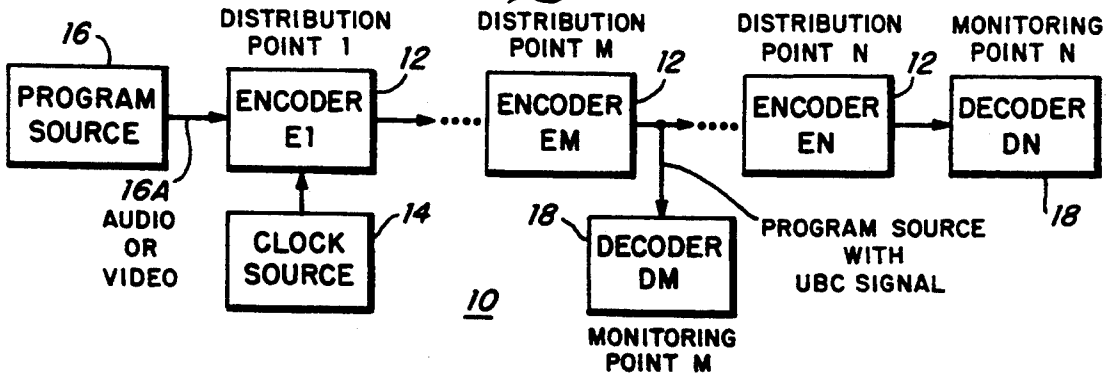 16
PROGRAM
SOURCE
16A
AUDIO
OR
VIDEO
DISTRIBUTION
POINT 1
12
ENCODER
E1
14
CLOCK
SOURCE
10
DISTRIBUTION
POINT M
12
ENCODER
EM
18
DECODER
DM
MONITORING
POINT M
PROGRAM SOURCE
WITH
UBC SIGNAL
DISTRIBUTION
POINT N
12
ENCODER
EN
MONITORING
POINT N
DECODER
DN
18